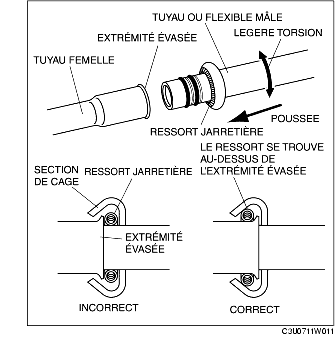 TUYAU OU FLEXIBLE MÂLE
EXTRÉMITÉ ÉVASÉE
LEGERE TORSION
TUYAU FEMELLE
POUSSEE
RESSORT JARRETIÈRE
LE RESSORT SE TROUVE
AU-DESSUS DE
L'EXTRÉMITÉ ÉVASÉE
SECTION
DE CAGE
RESSORT JARRETIÈRE
EXTRÉMITÉ
ÉVASÉE
INCORRECT
CORRECT
C3U0711W011